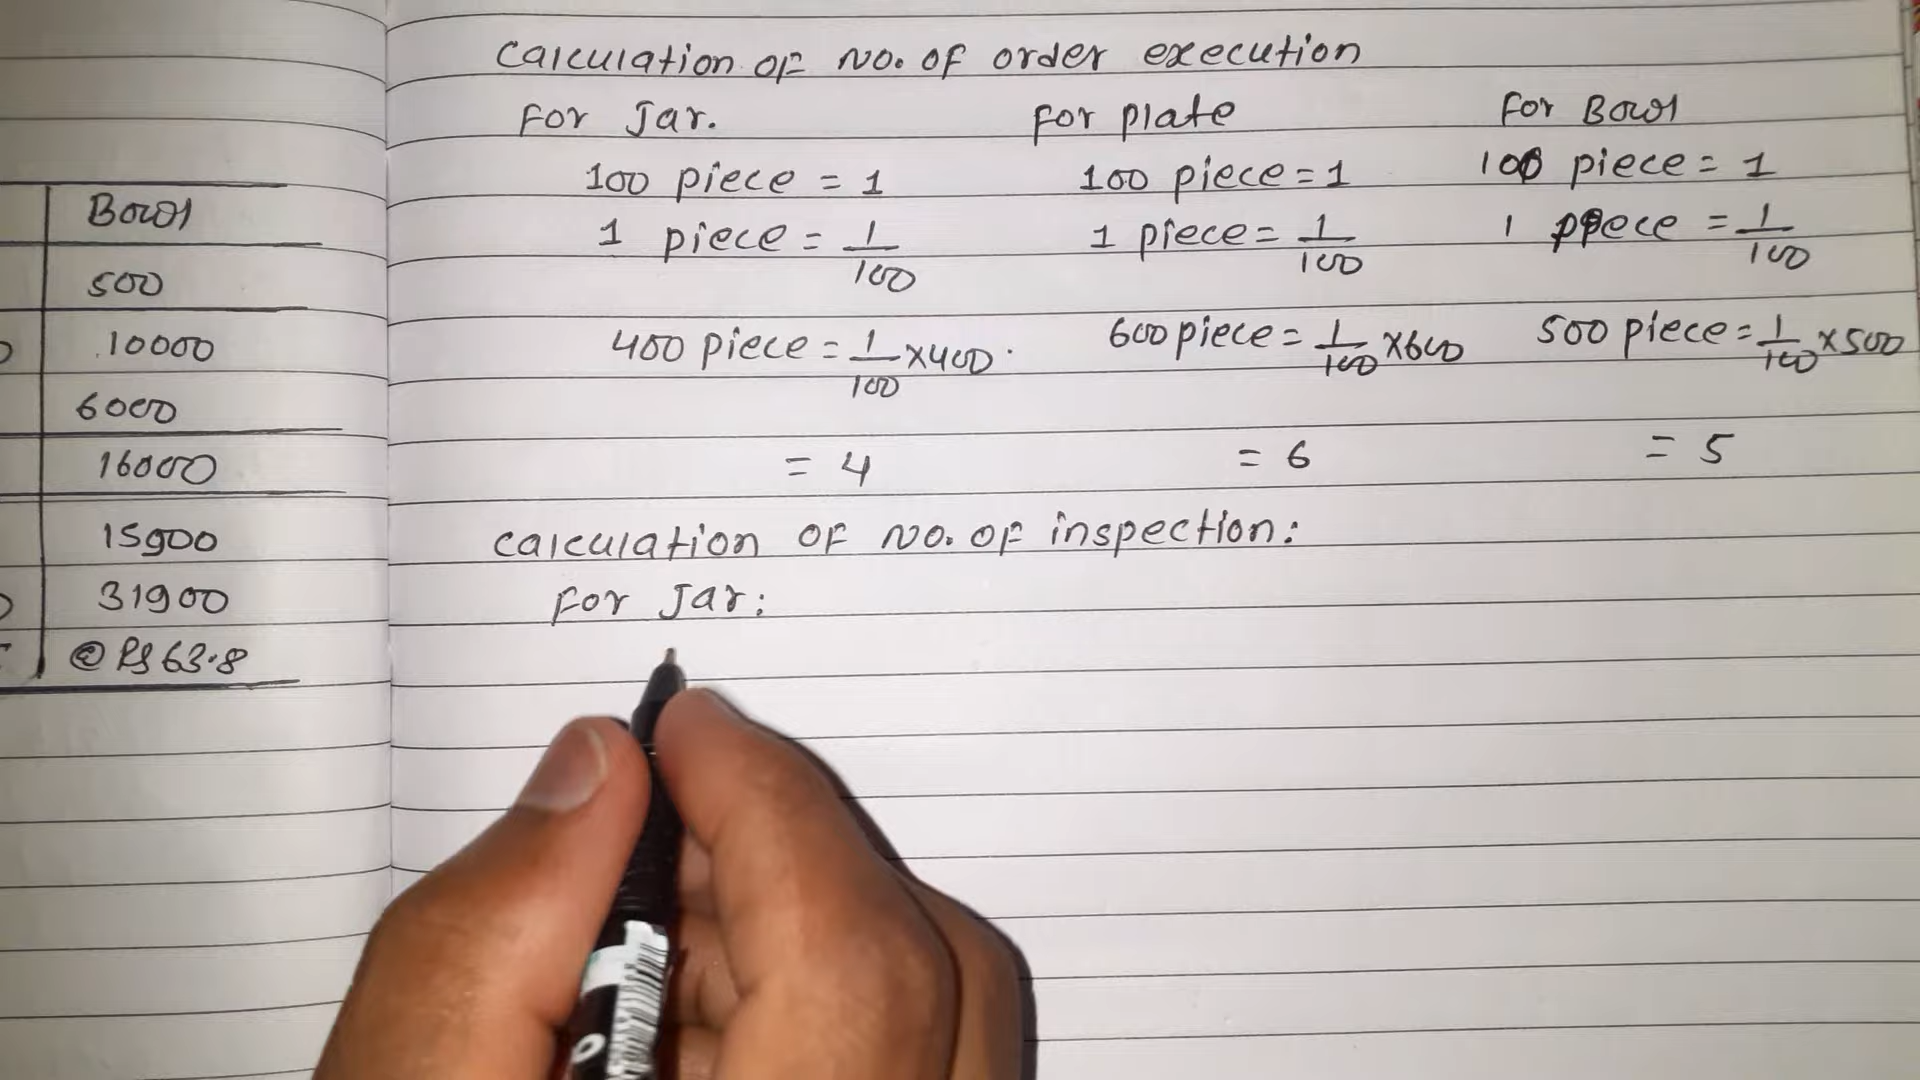 Bowl
500
10000
6000
16000
15900
31900
@ Rs 63.8
Calculation of No. of order execution
For Jar.
100 piece = 1
1 piece = 1/100
400 piece = 1/100 ×400
= 4
For plate
100 piece = 1
1 piece = 1/100
600 piece = 1/100 ×600
= 6
For Bowl
100 piece = 1
1 piece = 1/100
500 piece = 1/100 ×500
= 5
Calculation of No. of inspection:
For Jar: